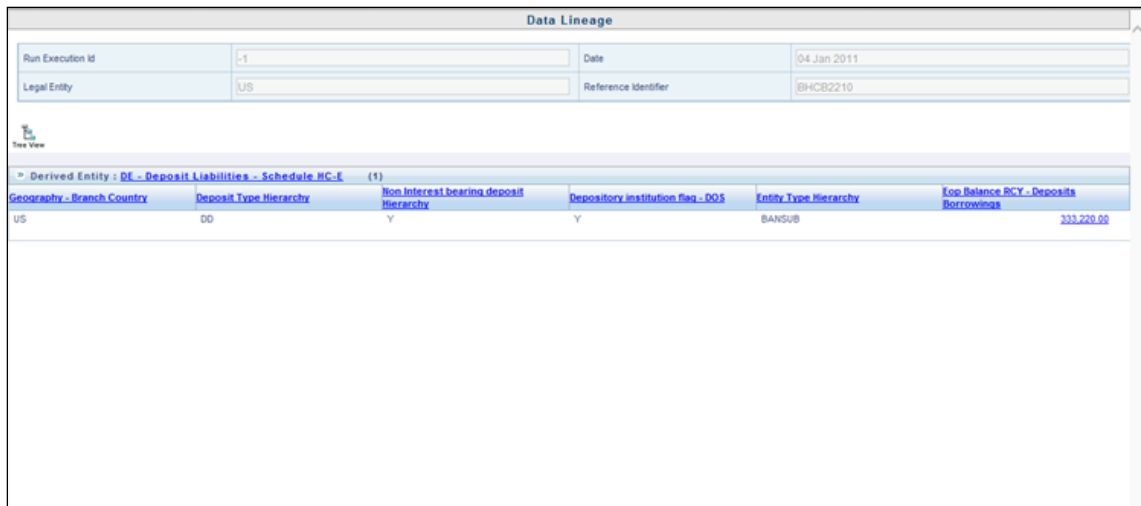 Data Lineage
Run Execution Id -1 Date 04 Jan 2011
Legal Entity US Reference Identifier BHCB2210
Tree View
» Derived Entity : DE - Deposit Liabilities - Schedule HC-E (1)
Geography - Branch Country Deposit Type Hierarchy Non Interest bearing deposit Hierarchy Depository institution flag - DOS Entity Type Hierarchy Eop Balance RCY - Deposits Borrowings
US DD Y Y BANSUB 333,220.00